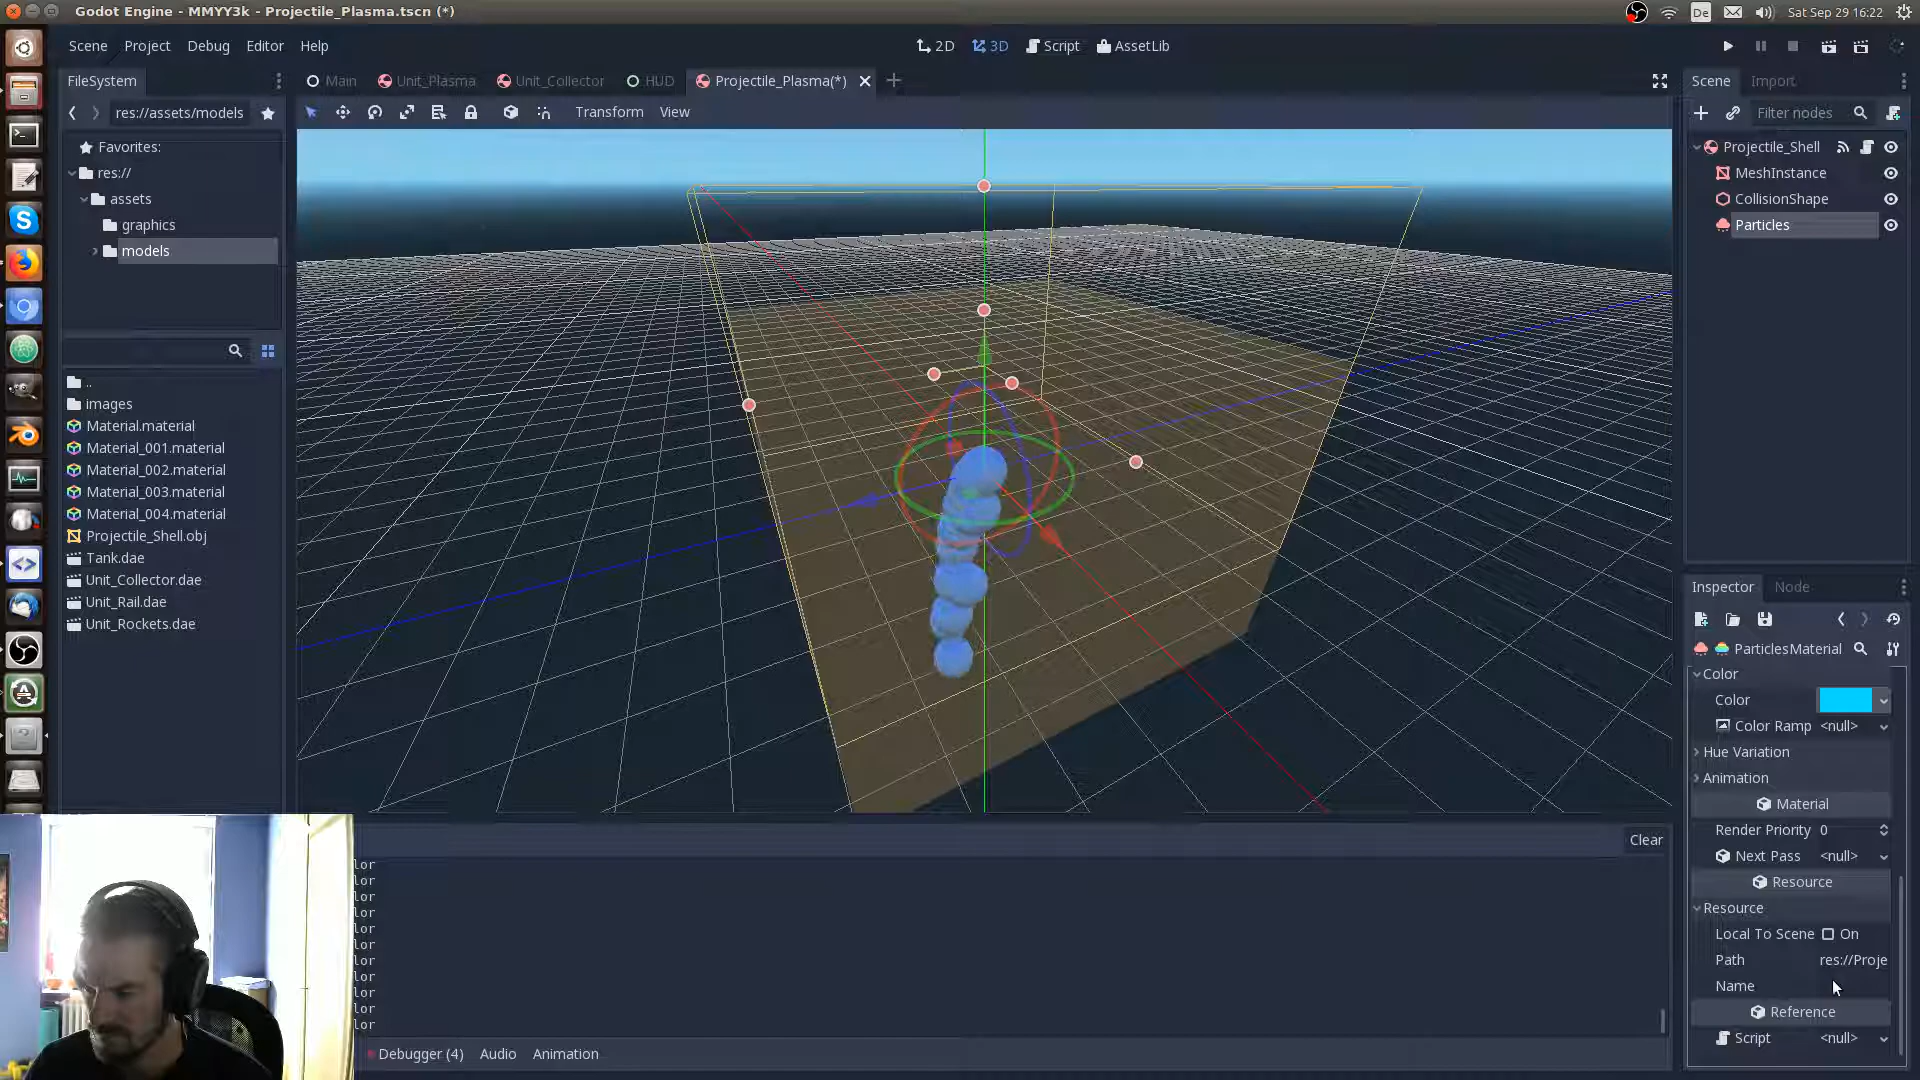 Godot Engine - MMYY3k - Projectile_Plasma.tscn (*)
De
Sat Sep 29 16:22
Scene Project Debug Editor Help
2D 3D Script AssetLib
FileSystem
Main Unit_Plasma Unit_Collector HUD Projectile_Plasma(*)
Scene Import
res://assets/models
Transform View
Filter nodes
Favorites:
res://
assets
graphics
models
Projectile_Shell
MeshInstance
CollisionShape
Particles
..
images
Material.material
Material_001.material
Material_002.material
Material_003.material
Material_004.material
Projectile_Shell.obj
Tank.dae
Unit_Collector.dae
Unit_Rail.dae
Unit_Rockets.dae
Inspector Node
ParticlesMaterial
Color
Color
Color Ramp <null>
Hue Variation
Animation
Material
Render Priority 0
Next Pass <null>
Resource
Resource
Local To Scene On
Path res://Proje
Name
Reference
Script <null>
Clear
lor
lor
lor
lor
lor
lor
lor
lor
lor
lor
lor
Debugger (4) Audio Animation